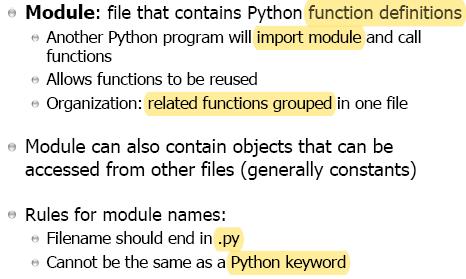 Module: file that contains Python function definitions
Another Python program will import module and call
functions
Allows functions to be reused
Organization: related functions grouped in one file
Module can also contain objects that can be
accessed from other files (generally constants)
Rules for module names:
Filename should end in .py
Cannot be the same as a Python keyword